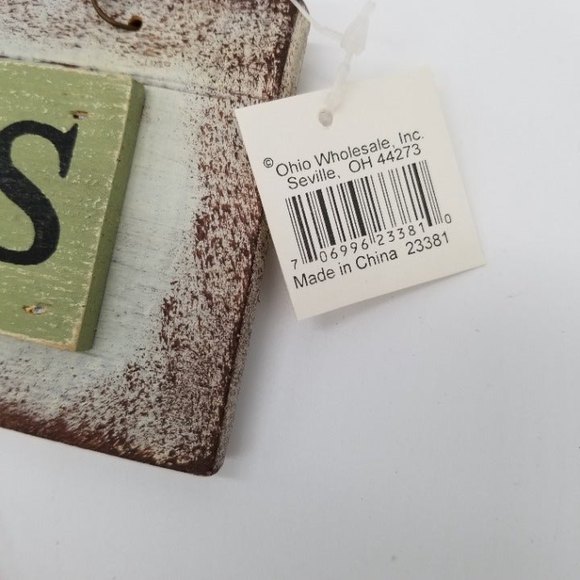 S
© Ohio Wholesale, Inc.
Seville, OH 44273
7 06996 23381 0
Made in China 23381